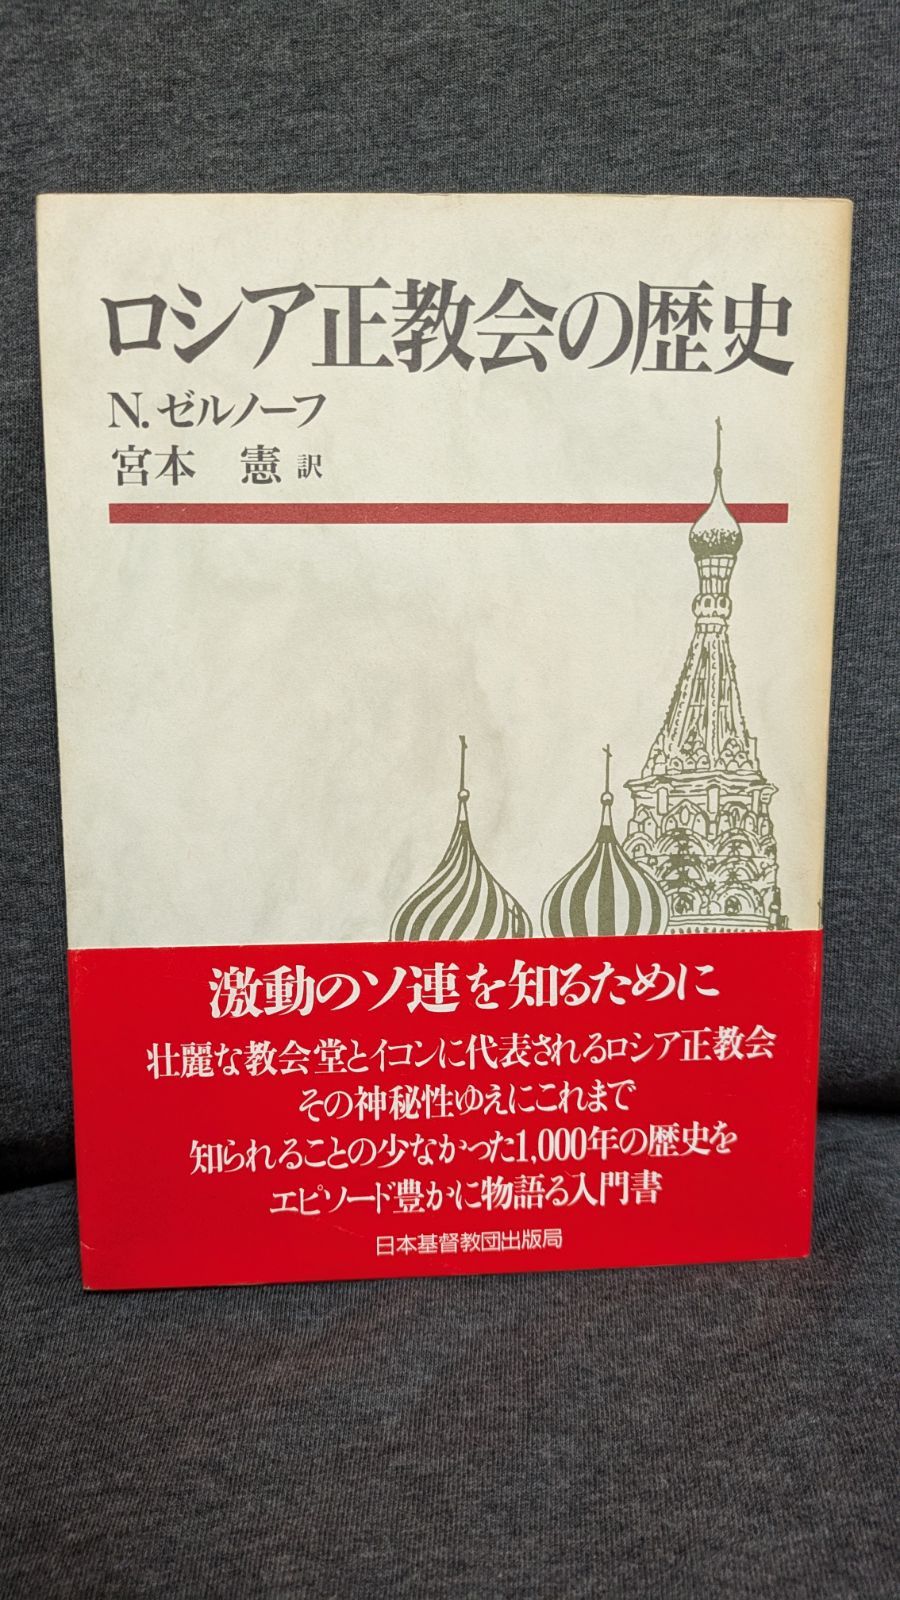 ロシア正教会の歴史
N.ゼルノーフ
宮本 憲 訳
激動のソ連を知るために
壮麗な教会堂とイコンに代表されるロシア正教会
その神秘性ゆえにこれまで
知られることの少なかった1,000年の歴史を
エピソード豊かに物語る入門書
日本基督教団出版局